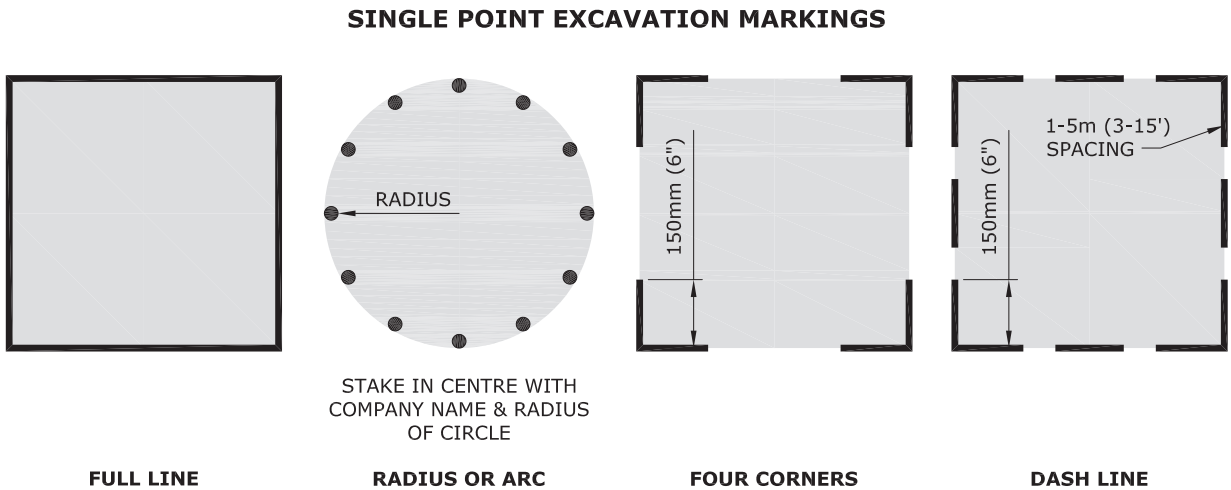 SINGLE POINT EXCAVATION MARKINGS
RADIUS
150mm (6")
150mm (6")
1-5m (3-15')
SPACING
STAKE IN CENTRE WITH
COMPANY NAME & RADIUS
OF CIRCLE
FULL LINE
RADIUS OR ARC
FOUR CORNERS
DASH LINE